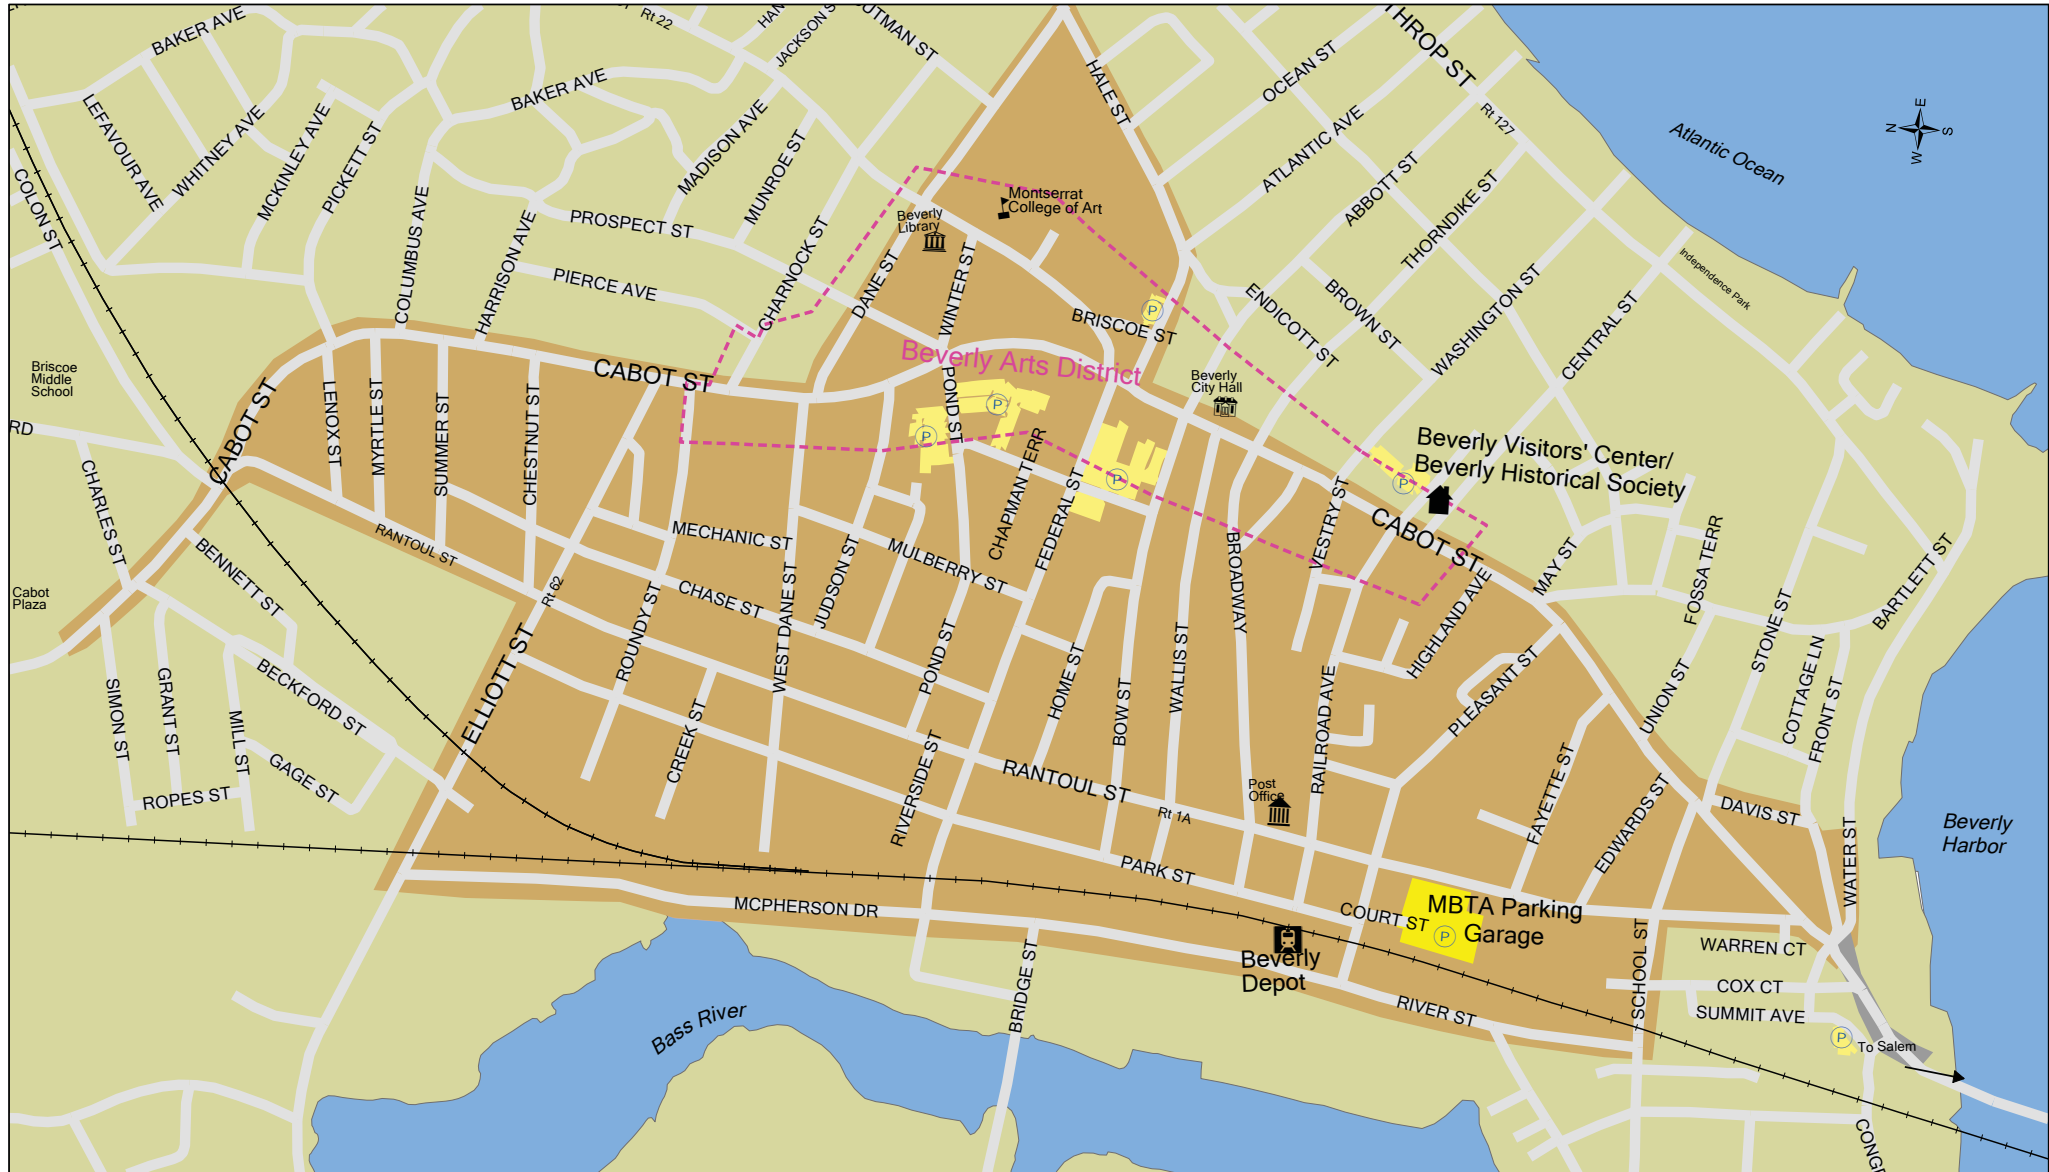 BAKER AVE
Rt 22
HAN
JACKSON S
UTMAN ST
THROP ST
HALE ST
OCEAN ST
Rt 127
Atlantic Ocean
N
E
S
W
LEFAVOUR AVE
WHITNEY AVE
MCKINLEY AVE
PICKETT ST
BAKER AVE
MADISON AVE
MUNROE ST
ATLANTIC AVE
ABBOTT ST
THORNDIKE ST
COLON ST
COLUMBUS AVE
HARRISON AVE
PROSPECT ST
PIERCE AVE
CHARNOCK ST
DANE ST
Beverly
Library
Montserrat
College of Art
WINTER ST
BRISCOE ST
P
ENDICOTT ST
BROWN ST
WASHINGTON ST
CENTRAL ST
Independence Park
Briscoe
Middle
School
RD
CABOT ST
LENOX ST
MYRTLE ST
SUMMER ST
CHESTNUT ST
CABOT ST
Beverly Arts District
POND ST
P
P
Beverly
City Hall
Beverly Visitors' Center/
Beverly Historical Society
P
P
CHARLES ST
RANTOUL ST
BENNETT ST
Rt 62
MECHANIC ST
CHASE ST
ROUNDY ST
WEST DANE ST
JUDSON ST
MULBERRY ST
CHAPMAN TERR
FEDERAL ST
BROADWAY
VESTRY ST
CABOT ST
HIGHLAND AVE
MAY ST
FOSSA TERR
STONE ST
BARTLETT ST
Cabot
Plaza
SIMON ST
GRANT ST
MILL ST
BECKFORD ST
GAGE ST
ROPES ST
ELLIOTT ST
CREEK ST
POND ST
RIVERSIDE ST
HOME ST
BOW ST
WALLIS ST
RAILROAD AVE
PLEASANT ST
UNION ST
COTTAGE LN
FRONT ST
RANTOUL ST
Rt 1A
Post
Office
FAYETTE ST
EDWARDS ST
DAVIS ST
WATER ST
Beverly
Harbor
PARK ST
MCPHERSON DR
COURT ST
MBTA Parking
Garage
P
Beverly
Depot
RIVER ST
SCHOOL ST
WARREN CT
COX CT
SUMMIT AVE
P
To Salem
BRIDGE ST
Bass River
CONG